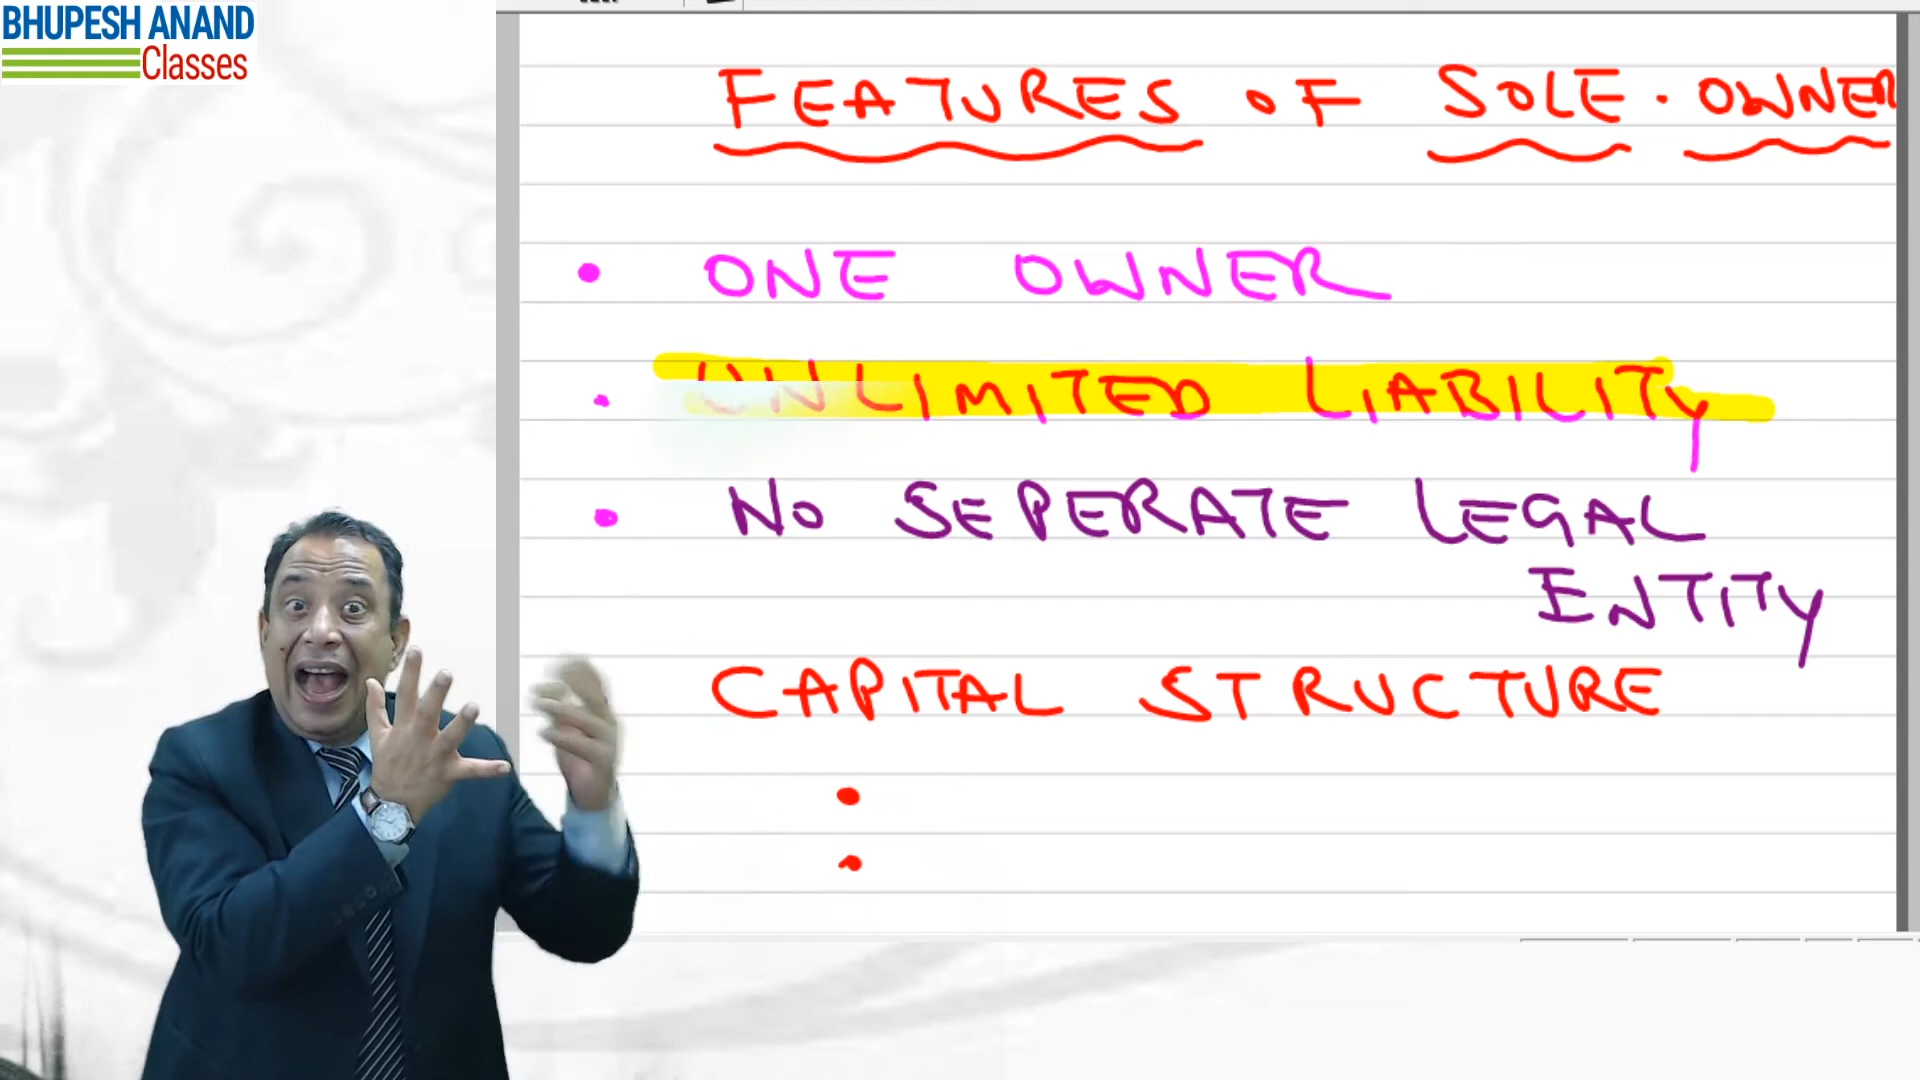 BHUPESH ANAND
Classes
FEATURES OF SOLE. OWNER
• ONE OWNER
• UNLIMITED LIABILITY
• NO SEPERATE LEGAL
ENTITY
CAPITAL STRUCTURE
•
•